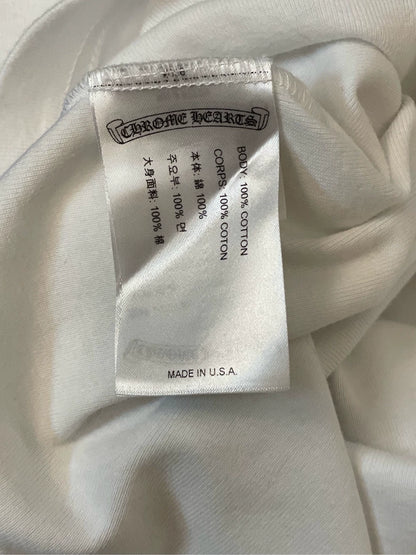 CHROME HEARTS
BODY: 100% COTTON
CORPS: 100% COTON
本体: 綿 100%
주요부: 100% 면
大身面料: 100% 棉
MADE IN U.S.A.